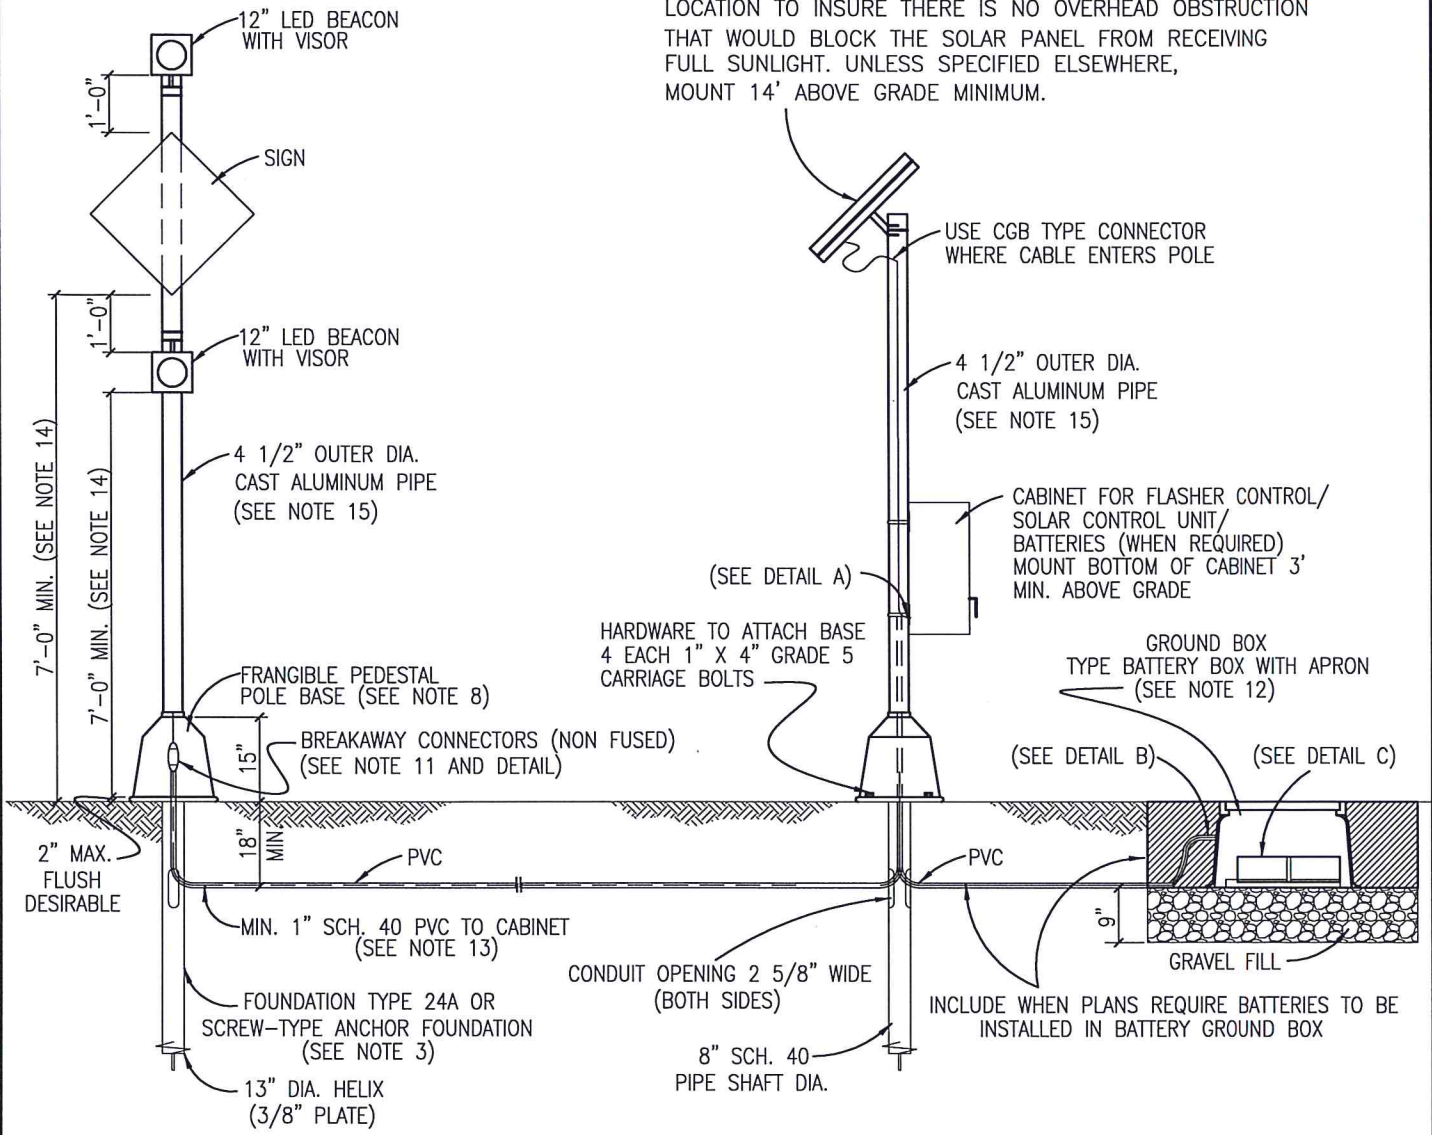 LOCATION TO INSURE THERE IS NO OVERHEAD OBSTRUCTION
THAT WOULD BLOCK THE SOLAR PANEL FROM RECEIVING
FULL SUNLIGHT. UNLESS SPECIFIED ELSEWHERE,
MOUNT 14' ABOVE GRADE MINIMUM.
12" LED BEACON
WITH VISOR
1'-0"
SIGN
USE CGB TYPE CONNECTOR
WHERE CABLE ENTERS POLE
1'-0"
12" LED BEACON
WITH VISOR
4 1/2" OUTER DIA.
CAST ALUMINUM PIPE
(SEE NOTE 15)
7'-0" MIN. (SEE NOTE 14)
7'-0" MIN. (SEE NOTE 14)
4 1/2" OUTER DIA.
CAST ALUMINUM PIPE
(SEE NOTE 15)
CABINET FOR FLASHER CONTROL/
SOLAR CONTROL UNIT/
BATTERIES (WHEN REQUIRED)
MOUNT BOTTOM OF CABINET 3'
MIN. ABOVE GRADE
(SEE DETAIL A)
HARDWARE TO ATTACH BASE
4 EACH 1" X 4" GRADE 5
CARRIAGE BOLTS
GROUND BOX
TYPE BATTERY BOX WITH APRON
(SEE NOTE 12)
FRANGIBLE PEDESTAL
POLE BASE (SEE NOTE 8)
15"
BREAKAWAY CONNECTORS (NON FUSED)
(SEE NOTE 11 AND DETAIL)
(SEE DETAIL B)
(SEE DETAIL C)
2" MAX.
FLUSH
DESIRABLE
18"
MIN.
PVC
PVC
MIN. 1" SCH. 40 PVC TO CABINET
(SEE NOTE 13)
9"
GRAVEL FILL
CONDUIT OPENING 2 5/8" WIDE
(BOTH SIDES)
INCLUDE WHEN PLANS REQUIRE BATTERIES TO BE
INSTALLED IN BATTERY GROUND BOX
FOUNDATION TYPE 24A OR
SCREW-TYPE ANCHOR FOUNDATION
(SEE NOTE 3)
8" SCH. 40
PIPE SHAFT DIA.
13" DIA. HELIX
(3/8" PLATE)